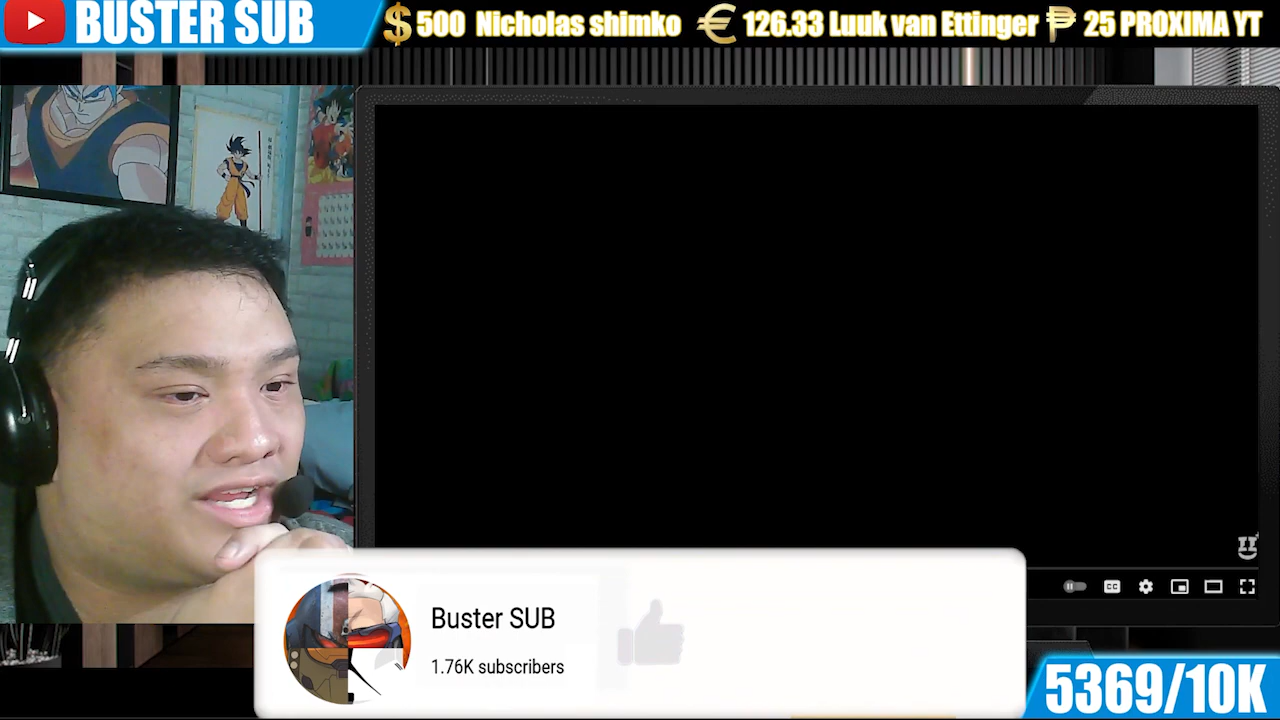 BUSTER SUB
$ 500 Nicholas shimko € 126.33 Luuk van Ettinger ₱ 25 PROXIMA YT
CC
Buster SUB
1.76K subscribers
5369/10K